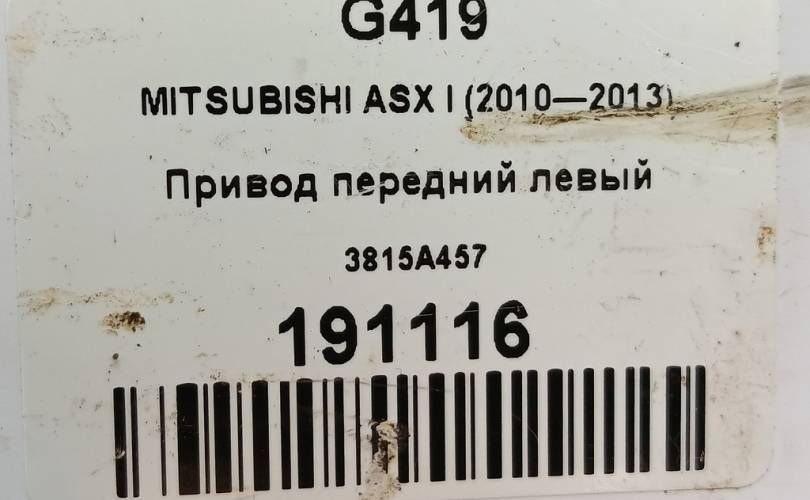 G419
MITSUBISHI ASX I (2010—2013)
Привод передний левый
3815A457
191116